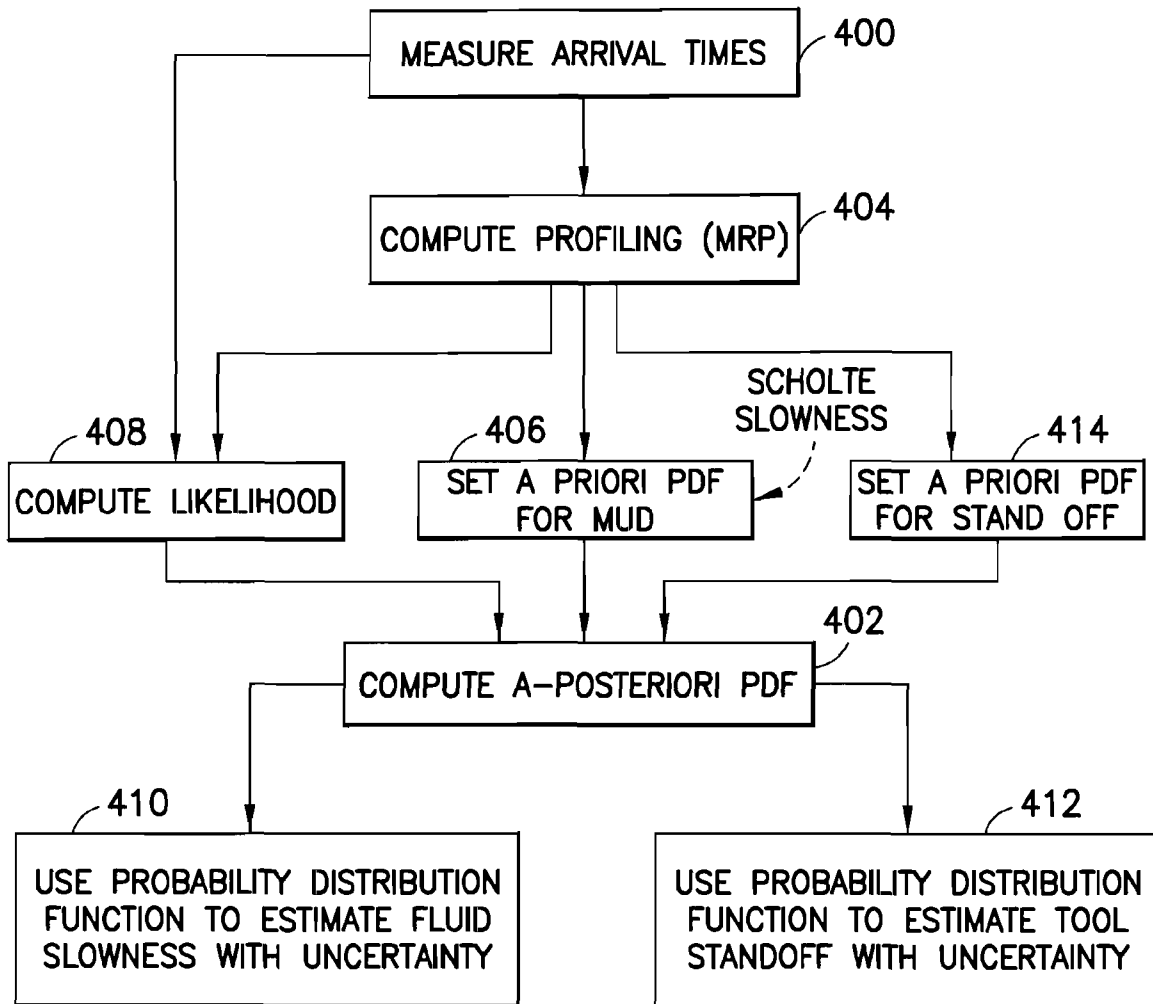 MEASURE ARRIVAL TIMES
400
COMPUTE PROFILING (MRP)
404
SCHOLTE
SLOWNESS
408
COMPUTE LIKELIHOOD
406
SET A PRIORI PDF
FOR MUD
414
SET A PRIORI PDF
FOR STAND OFF
402
COMPUTE A-POSTERIORI PDF
410
USE PROBABILITY DISTRIBUTION
FUNCTION TO ESTIMATE FLUID
SLOWNESS WITH UNCERTAINTY
412
USE PROBABILITY DISTRIBUTION
FUNCTION TO ESTIMATE TOOL
STANDOFF WITH UNCERTAINTY